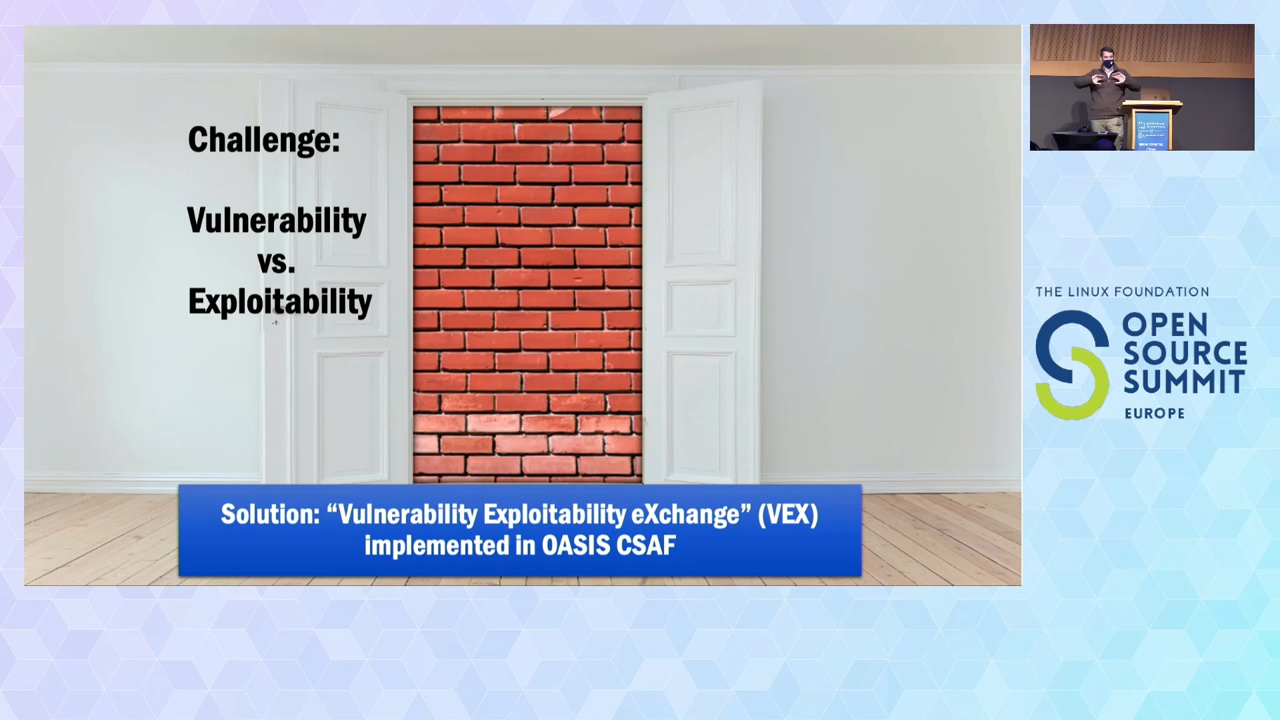 Challenge:
Vulnerability
vs.
Exploitability
Solution: “Vulnerability Exploitability eXchange” (VEX)
implemented in OASIS CSAF
THE LINUX FOUNDATION
OPEN
SOURCE
SUMMIT
EUROPE